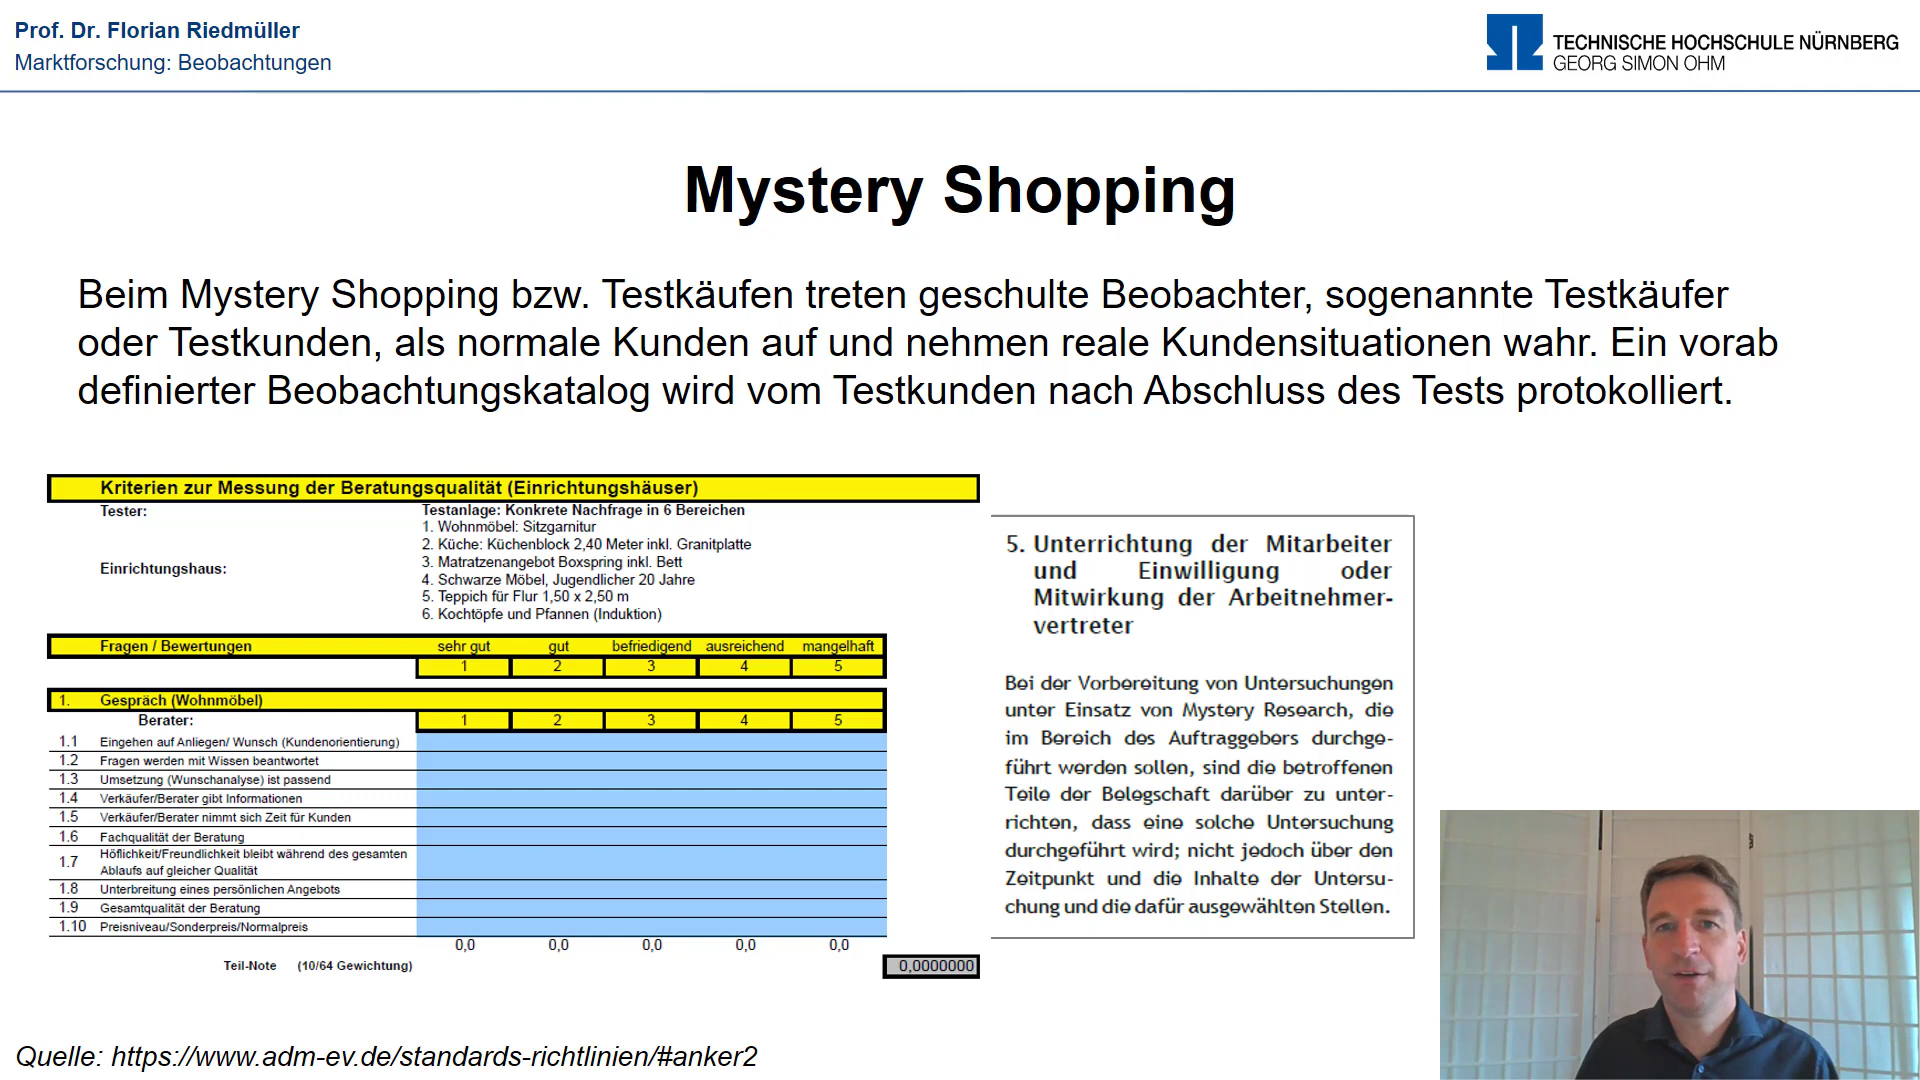 Prof. Dr. Florian Riedmüller
Marktforschung: Beobachtungen
TECHNISCHE HOCHSCHULE NÜRNBERG
GEORG SIMON OHM
Mystery Shopping
Beim Mystery Shopping bzw. Testkäufen treten geschulte Beobachter, sogenannte Testkäufer
oder Testkunden, als normale Kunden auf und nehmen reale Kundensituationen wahr. Ein vorab
definierter Beobachtungskatalog wird vom Testkunden nach Abschluss des Tests protokolliert.
Kriterien zur Messung der Beratungsqualität (Einrichtungshäuser)
Tester:
Testanlage: Konkrete Nachfrage in 6 Bereichen
1. Wohnmöbel: Sitzgarnitur
2. Küche: Küchenblock 2,40 Meter inkl. Granitplatte
3. Matratzenangebot Boxspring inkl. Bett
Einrichtungshaus:
4. Schwarze Möbel, Jugendlicher 20 Jahre
5. Teppich für Flur 1,50 x 2,50 m
6. Kochtöpfe und Pfannen (Induktion)
Fragen / Bewertungen sehr gut gut befriedigend ausreichend mangelhaft
1 2 3 4 5
1. Gespräch (Wohnmöbel)
Berater: 1 2 3 4 5
1.1 Eingehen auf Anliegen/ Wunsch (Kundenorientierung)
1.2 Fragen werden mit Wissen beantwortet
1.3 Umsetzung (Wunschanalyse) ist passend
1.4 Verkäufer/Berater gibt Informationen
1.5 Verkäufer/Berater nimmt sich Zeit für Kunden
1.6 Fachqualität der Beratung
1.7 Höflichkeit/Freundlichkeit bleibt während des gesamten
Ablaufs auf gleicher Qualität
1.8 Unterbreitung eines persönlichen Angebots
1.9 Gesamtqualität der Beratung
1.10 Preisniveau/Sonderpreis/Normalpreis
0,0 0,0 0,0 0,0 0,0
Teil-Note (10/64 Gewichtung) 0,0000000
5. Unterrichtung der Mitarbeiter
und Einwilligung oder
Mitwirkung der Arbeitnehmer-
vertreter
Bei der Vorbereitung von Untersuchungen
unter Einsatz von Mystery Research, die
im Bereich des Auftraggebers durchge-
führt werden sollen, sind die betroffenen
Teile der Belegschaft darüber zu unter-
richten, dass eine solche Untersuchung
durchgeführt wird; nicht jedoch über den
Zeitpunkt und die Inhalte der Untersu-
chung und die dafür ausgewählten Stellen.
Quelle: https://www.adm-ev.de/standards-richtlinien/#anker2